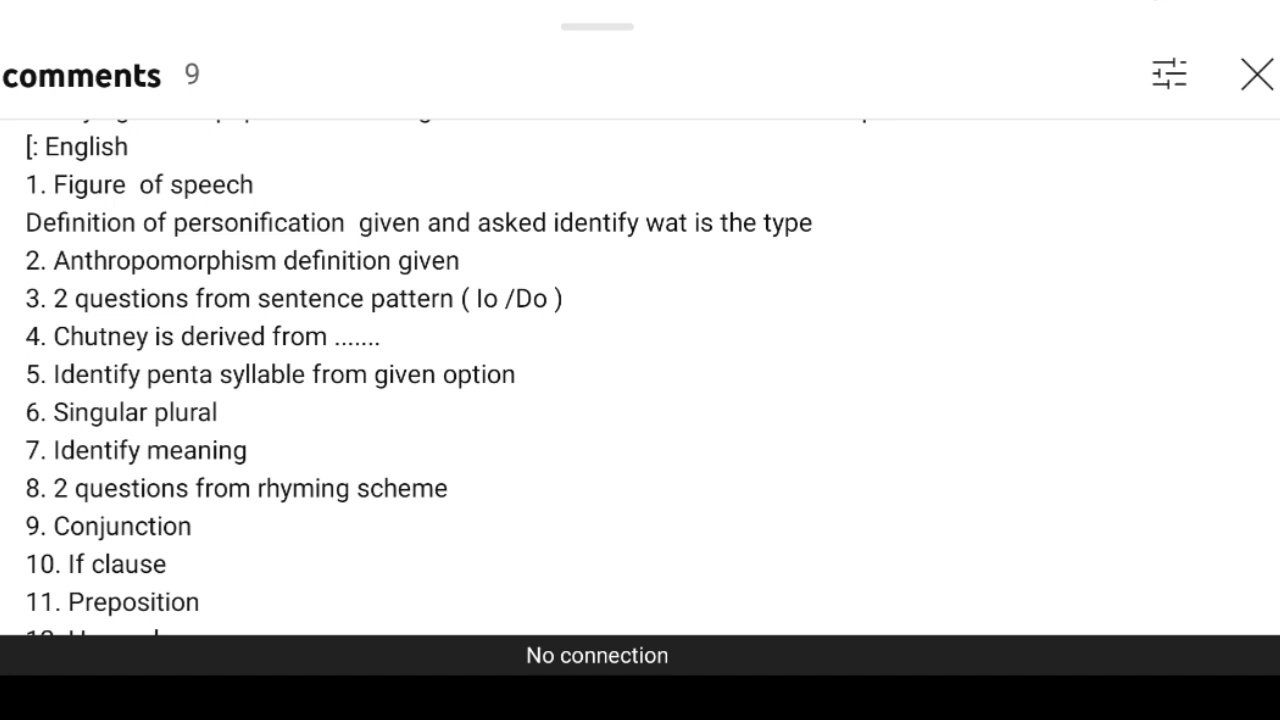 comments 9
[: English
1. Figure  of speech
Definition of personification  given and asked identify wat is the type
2. Anthropomorphism definition given
3. 2 questions from sentence pattern ( Io /Do )
4. Chutney is derived from .......
5. Identify penta syllable from given option
6. Singular plural
7. Identify meaning
8. 2 questions from rhyming scheme
9. Conjunction
10. If clause
11. Preposition
No connection